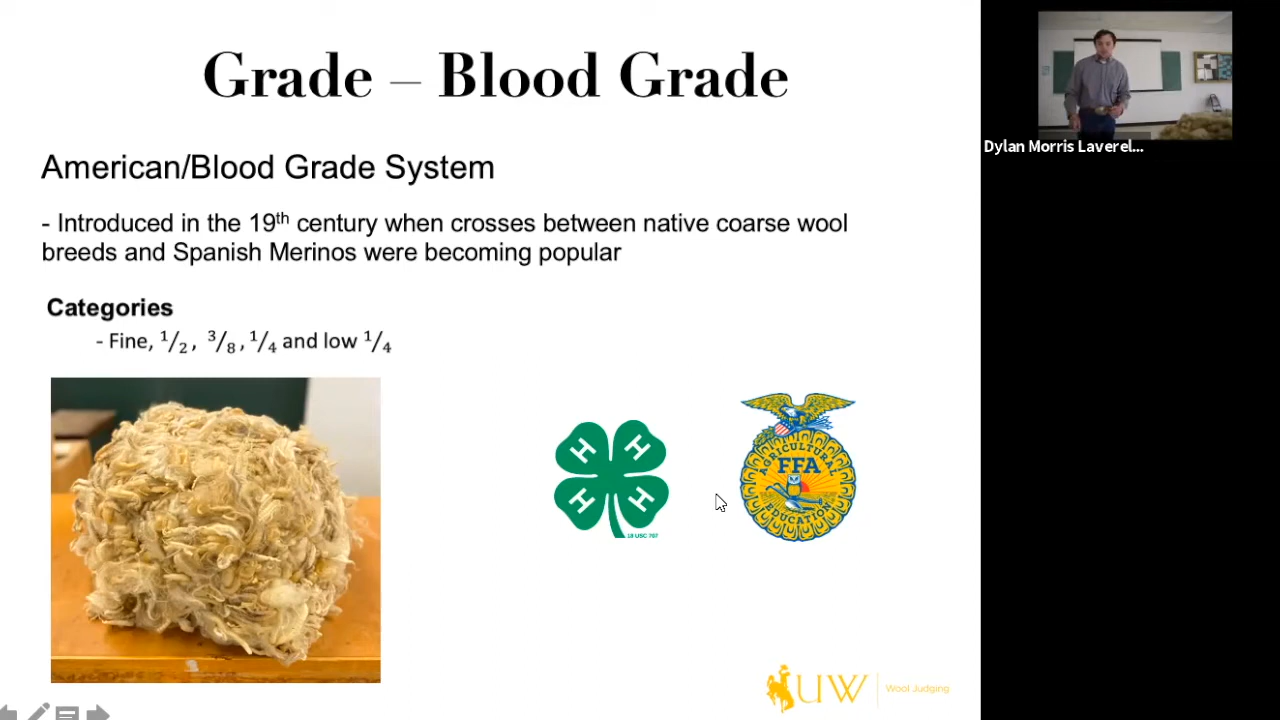 Grade – Blood Grade
American/Blood Grade System
- Introduced in the 19th century when crosses between native coarse wool
breeds and Spanish Merinos were becoming popular
Categories
- Fine, 1/2, 3/8, 1/4 and low 1/4
H H
H H
18 USC 707
AGRICULTURAL
FFA
EDUCATION
UW Wool Judging
Dylan Morris Laverel...